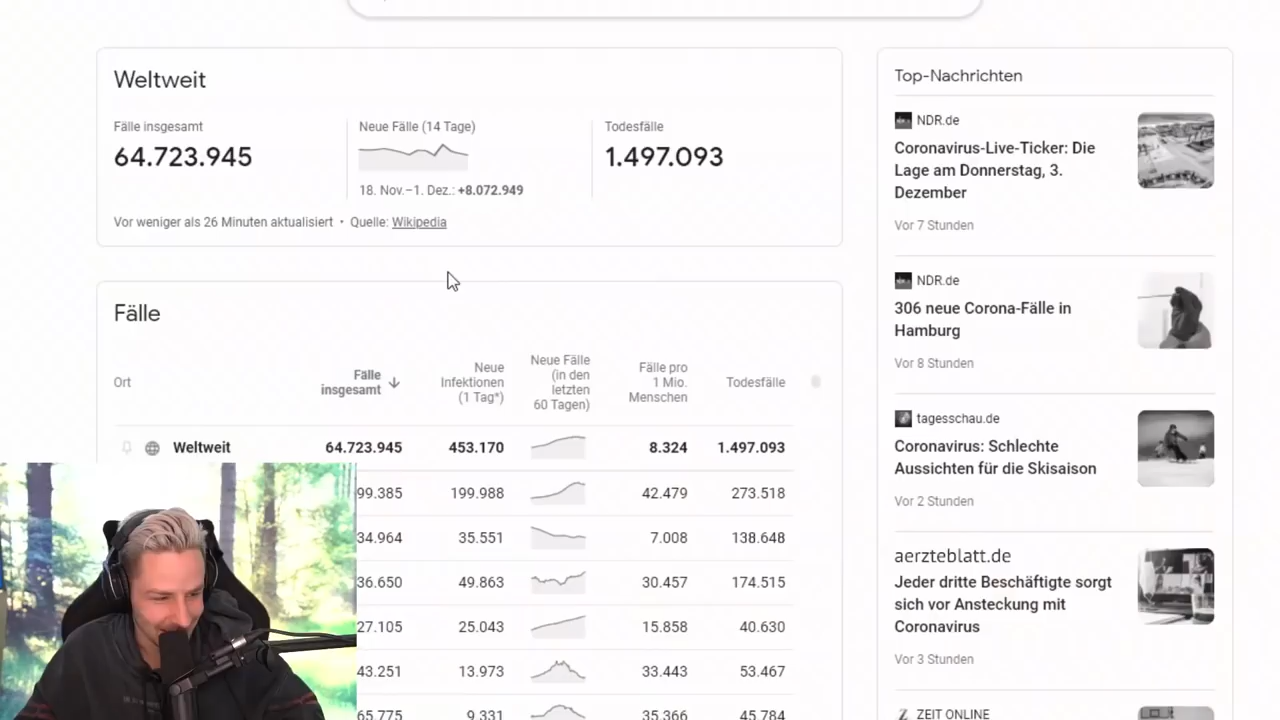 Weltweit
Fälle insgesamt
64.723.945
Neue Fälle (14 Tage)
18. Nov.–1. Dez.: +8.072.949
Todesfälle
1.497.093
Vor weniger als 26 Minuten aktualisiert • Quelle: Wikipedia
Fälle
Ort
Fälle
insgesamt
Neue
Infektionen
(1 Tag*)
Neue Fälle
(in den
letzten
60 Tagen)
Fälle pro
1 Mio.
Menschen
Todesfälle
Weltweit 64.723.945 453.170 8.324 1.497.093
99.385 199.988 42.479 273.518
34.964 35.551 7.008 138.648
36.650 49.863 30.457 174.515
27.105 25.043 15.858 40.630
43.251 13.973 33.443 53.467
65.775 9.331 35.366 45.784
Top-Nachrichten
NDR.de
Coronavirus-Live-Ticker: Die
Lage am Donnerstag, 3.
Dezember
Vor 7 Stunden
NDR.de
306 neue Corona-Fälle in
Hamburg
Vor 8 Stunden
tagesschau.de
Coronavirus: Schlechte
Aussichten für die Skisaison
Vor 2 Stunden
aerzteblatt.de
Jeder dritte Beschäftigte sorgt
sich vor Ansteckung mit
Coronavirus
Vor 3 Stunden
ZEIT ONLINE